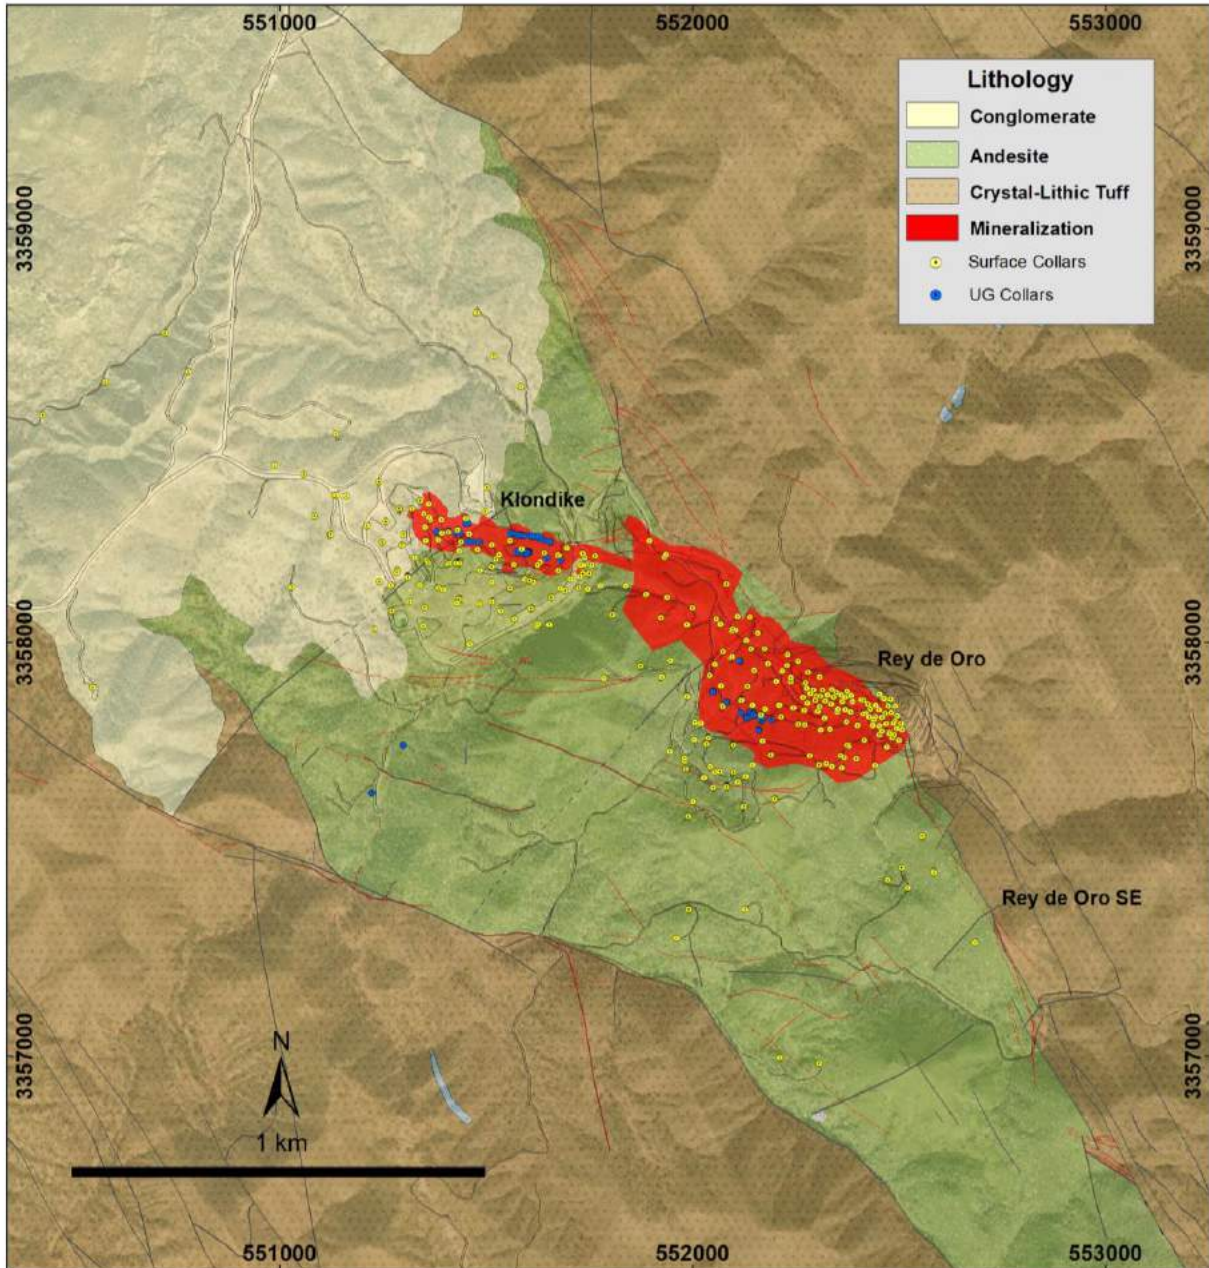 551000
552000
553000
Lithology
Conglomerate
Andesite
Crystal-Lithic Tuff
Mineralization
Surface Collars
UG Collars
3359000
3359000
Klondike
3358000
3358000
Rey de Oro
Rey de Oro SE
3357000
3357000
N
1 km
551000
552000
553000